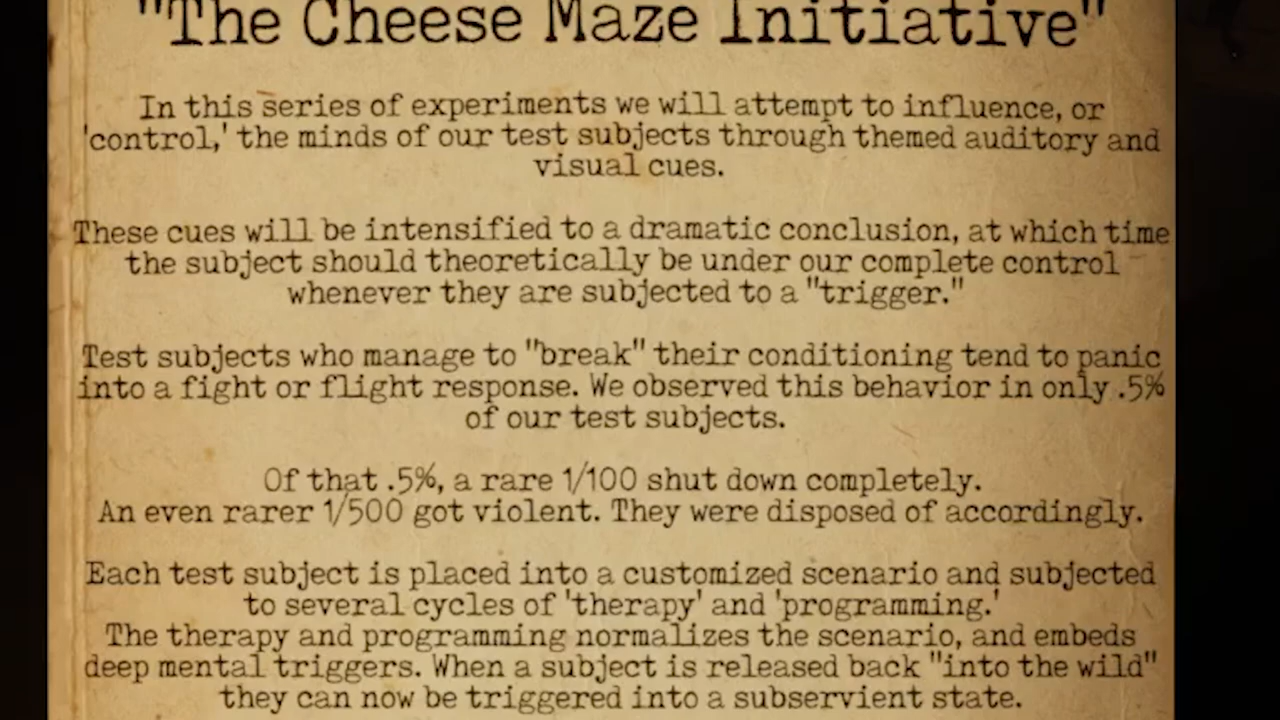 "The Cheese Maze Initiative"
In this series of experiments we will attempt to influence, or
'control,' the minds of our test subjects through themed auditory and
visual cues.
These cues will be intensified to a dramatic conclusion, at which time
the subject should theoretically be under our complete control
whenever they are subjected to a "trigger."
Test subjects who manage to "break" their conditioning tend to panic
into a fight or flight response. We observed this behavior in only .5%
of our test subjects.
Of that .5%, a rare 1/100 shut down completely.
An even rarer 1/500 got violent. They were disposed of accordingly.
Each test subject is placed into a customized scenario and subjected
to several cycles of 'therapy' and 'programming.'
The therapy and programming normalizes the scenario, and embeds
deep mental triggers. When a subject is released back "into the wild"
they can now be triggered into a subservient state.